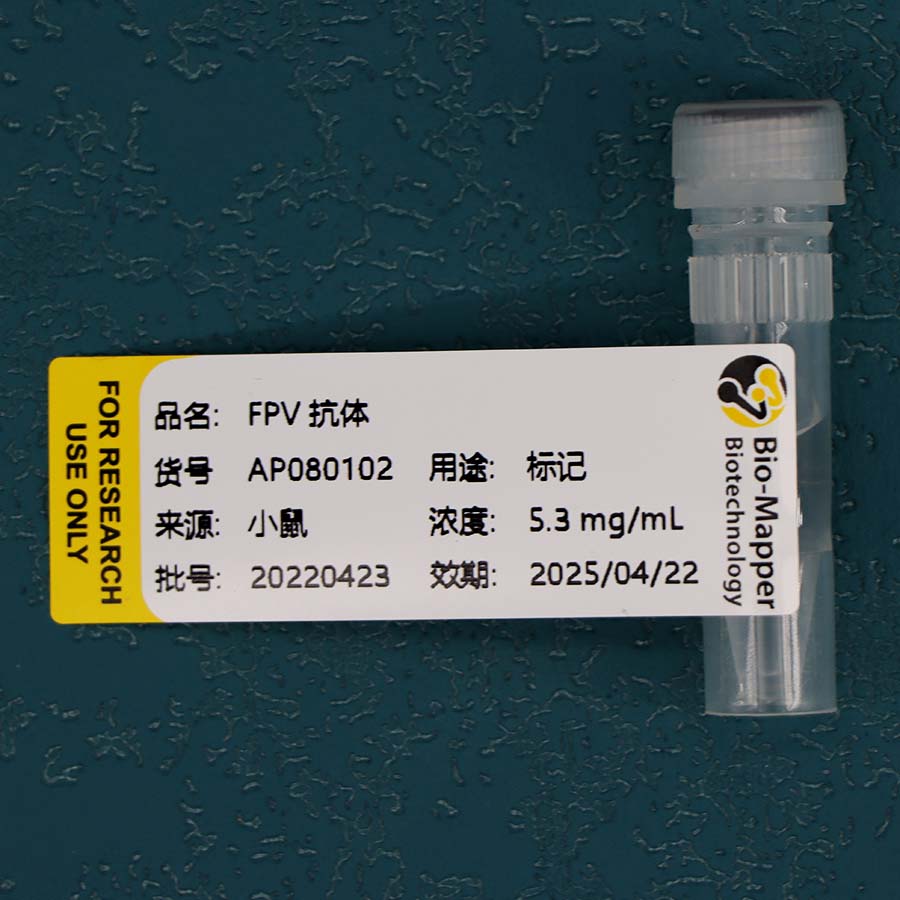 FOR RESEARCH
USE ONLY
品名: FPV 抗体
货号 AP080102 用途: 标记
来源: 小鼠 浓度: 5.3 mg/mL
批号: 20220423 效期: 2025/04/22
Bio-Mapper
Biotechnology